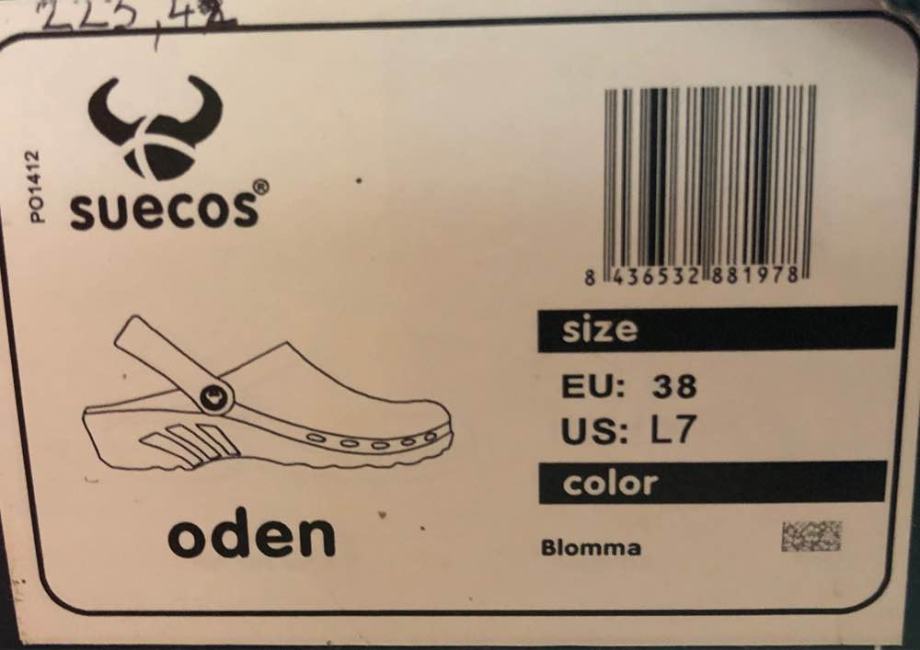 PO1412
suecos®
8 436532 881978
size
EU: 38
US: L7
color
oden
Blomma